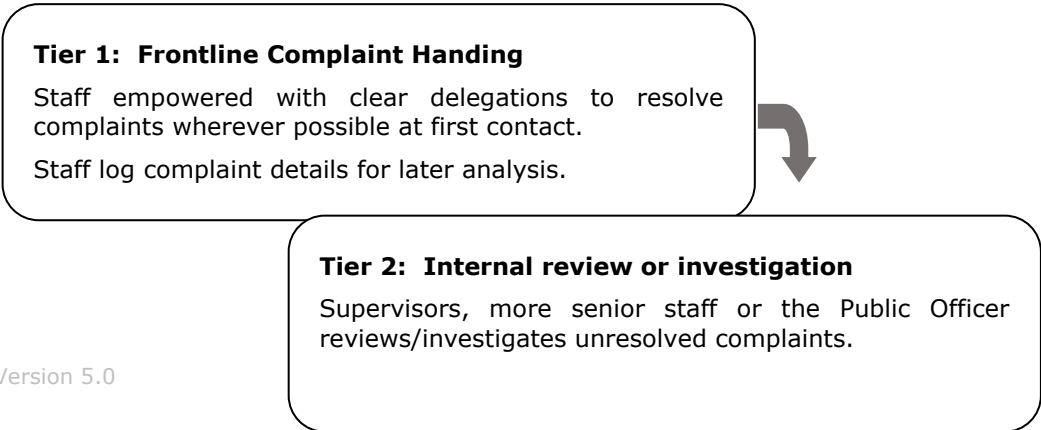 Tier 1: Frontline Complaint Handing
Staff empowered with clear delegations to resolve
complaints wherever possible at first contact.
Staff log complaint details for later analysis.
Tier 2: Internal review or investigation
Supervisors, more senior staff or the Public Officer
reviews/investigates unresolved complaints.
Version 5.0